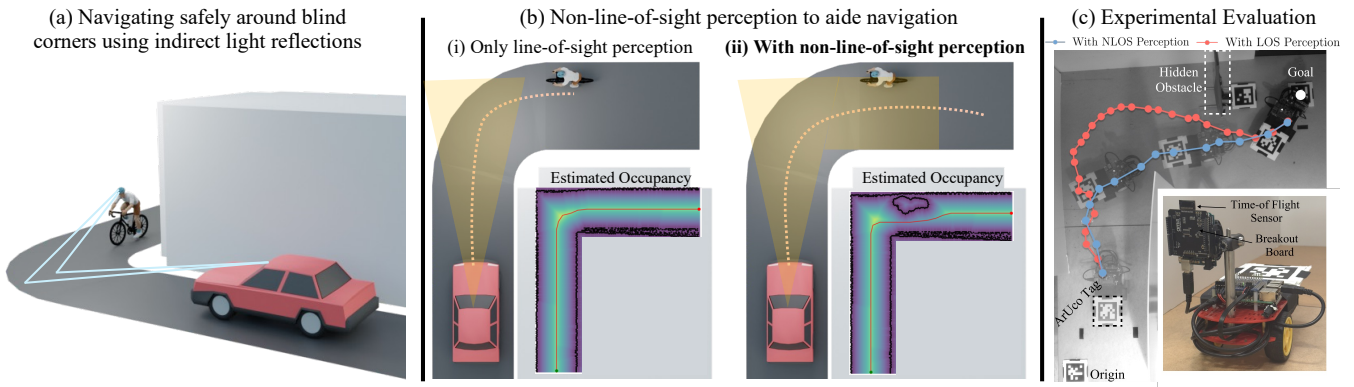 (a) Navigating safely around blind
corners using indirect light reflections
(b) Non-line-of-sight perception to aide navigation
(i) Only line-of-sight perception
(ii) With non-line-of-sight perception
Estimated Occupancy
Estimated Occupancy
(c) Experimental Evaluation
With NLOS Perception
With LOS Perception
Hidden
Obstacle
Goal
Time-of Flight
Sensor
Breakout
Board
ArUco Tag
Origin